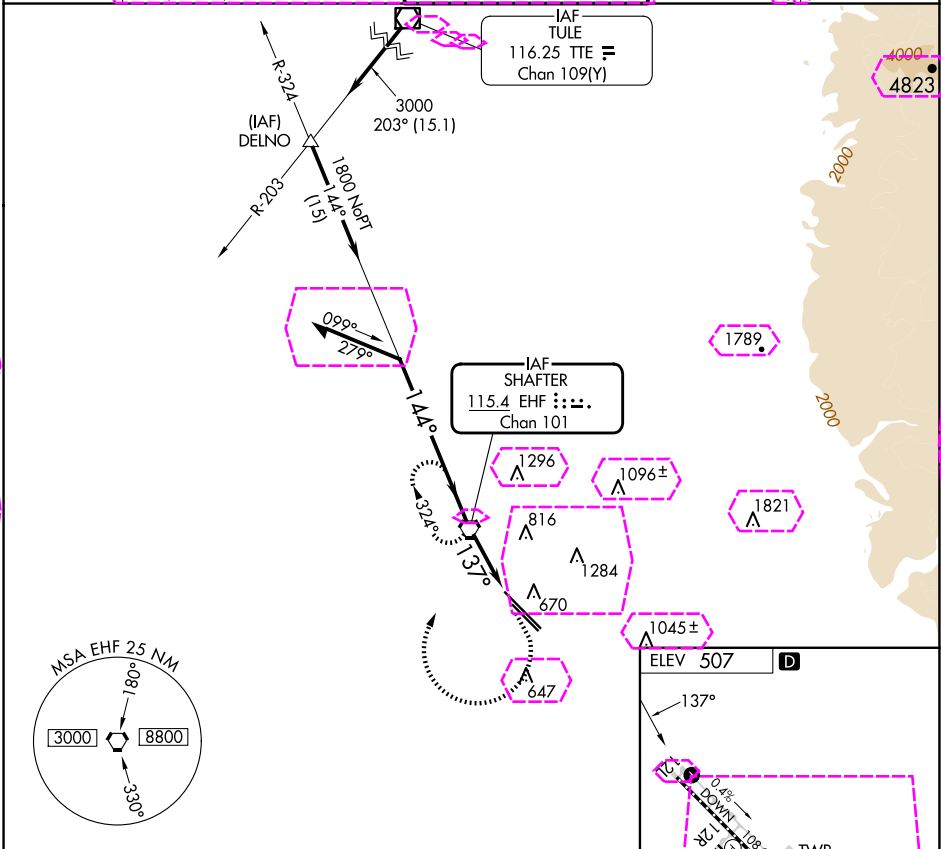 IAF
TULE
116.25 TTE
Chan 109(Y)
4000
4823
R-324
3000
203° (15.1)
(IAF)
DELNO
1800 NoPT
144°
(15)
R-203
2000
099°
279°
1789
IAF
SHAFTER
115.4 EHF
Chan 101
2000
144°
1296
1096±
1821
324°
816
1284
137°
670
1045±
647
MSA EHF 25 NM
180°
3000
8800
330°
ELEV 507
D
137°
12L
0.4%
DOWN
12R
TWR